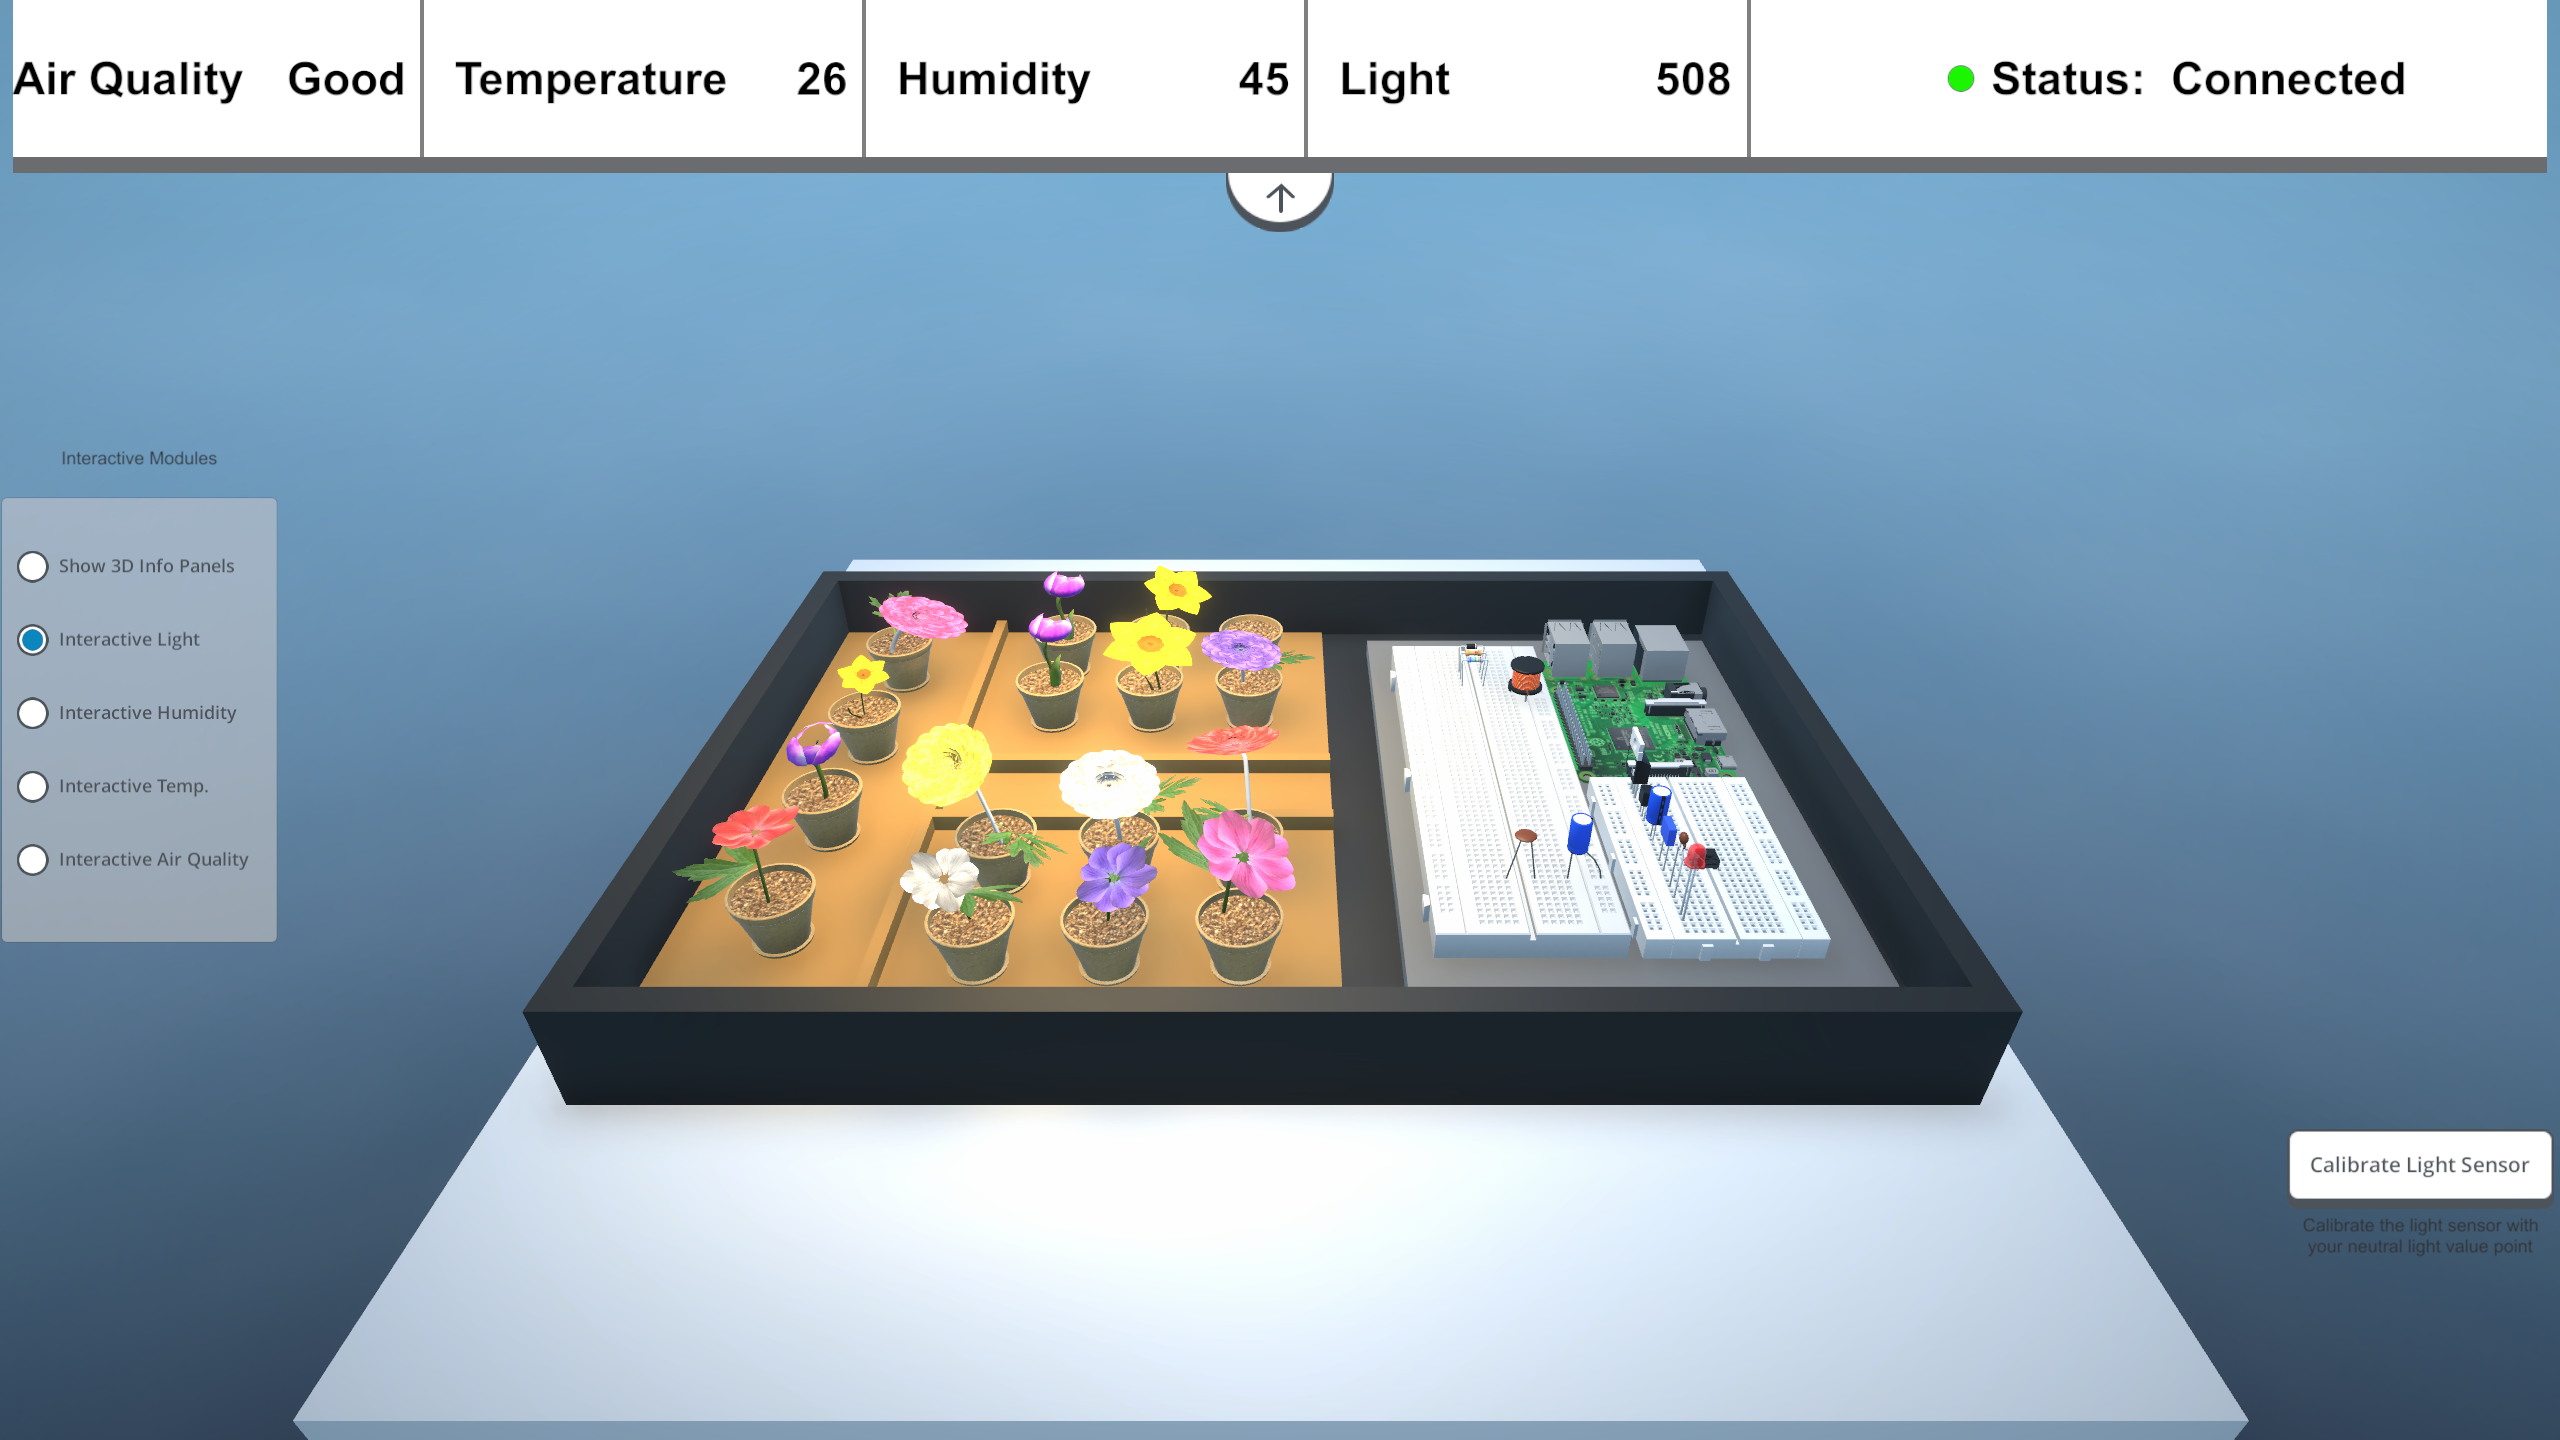 Air Quality Good Temperature 26 Humidity 45 Light 508 Status: Connected
Interactive Modules
Show 3D Info Panels
Interactive Light
Interactive Humidity
Interactive Temp.
Interactive Air Quality
Calibrate Light Sensor
Calibrate the light sensor with
your neutral light value point